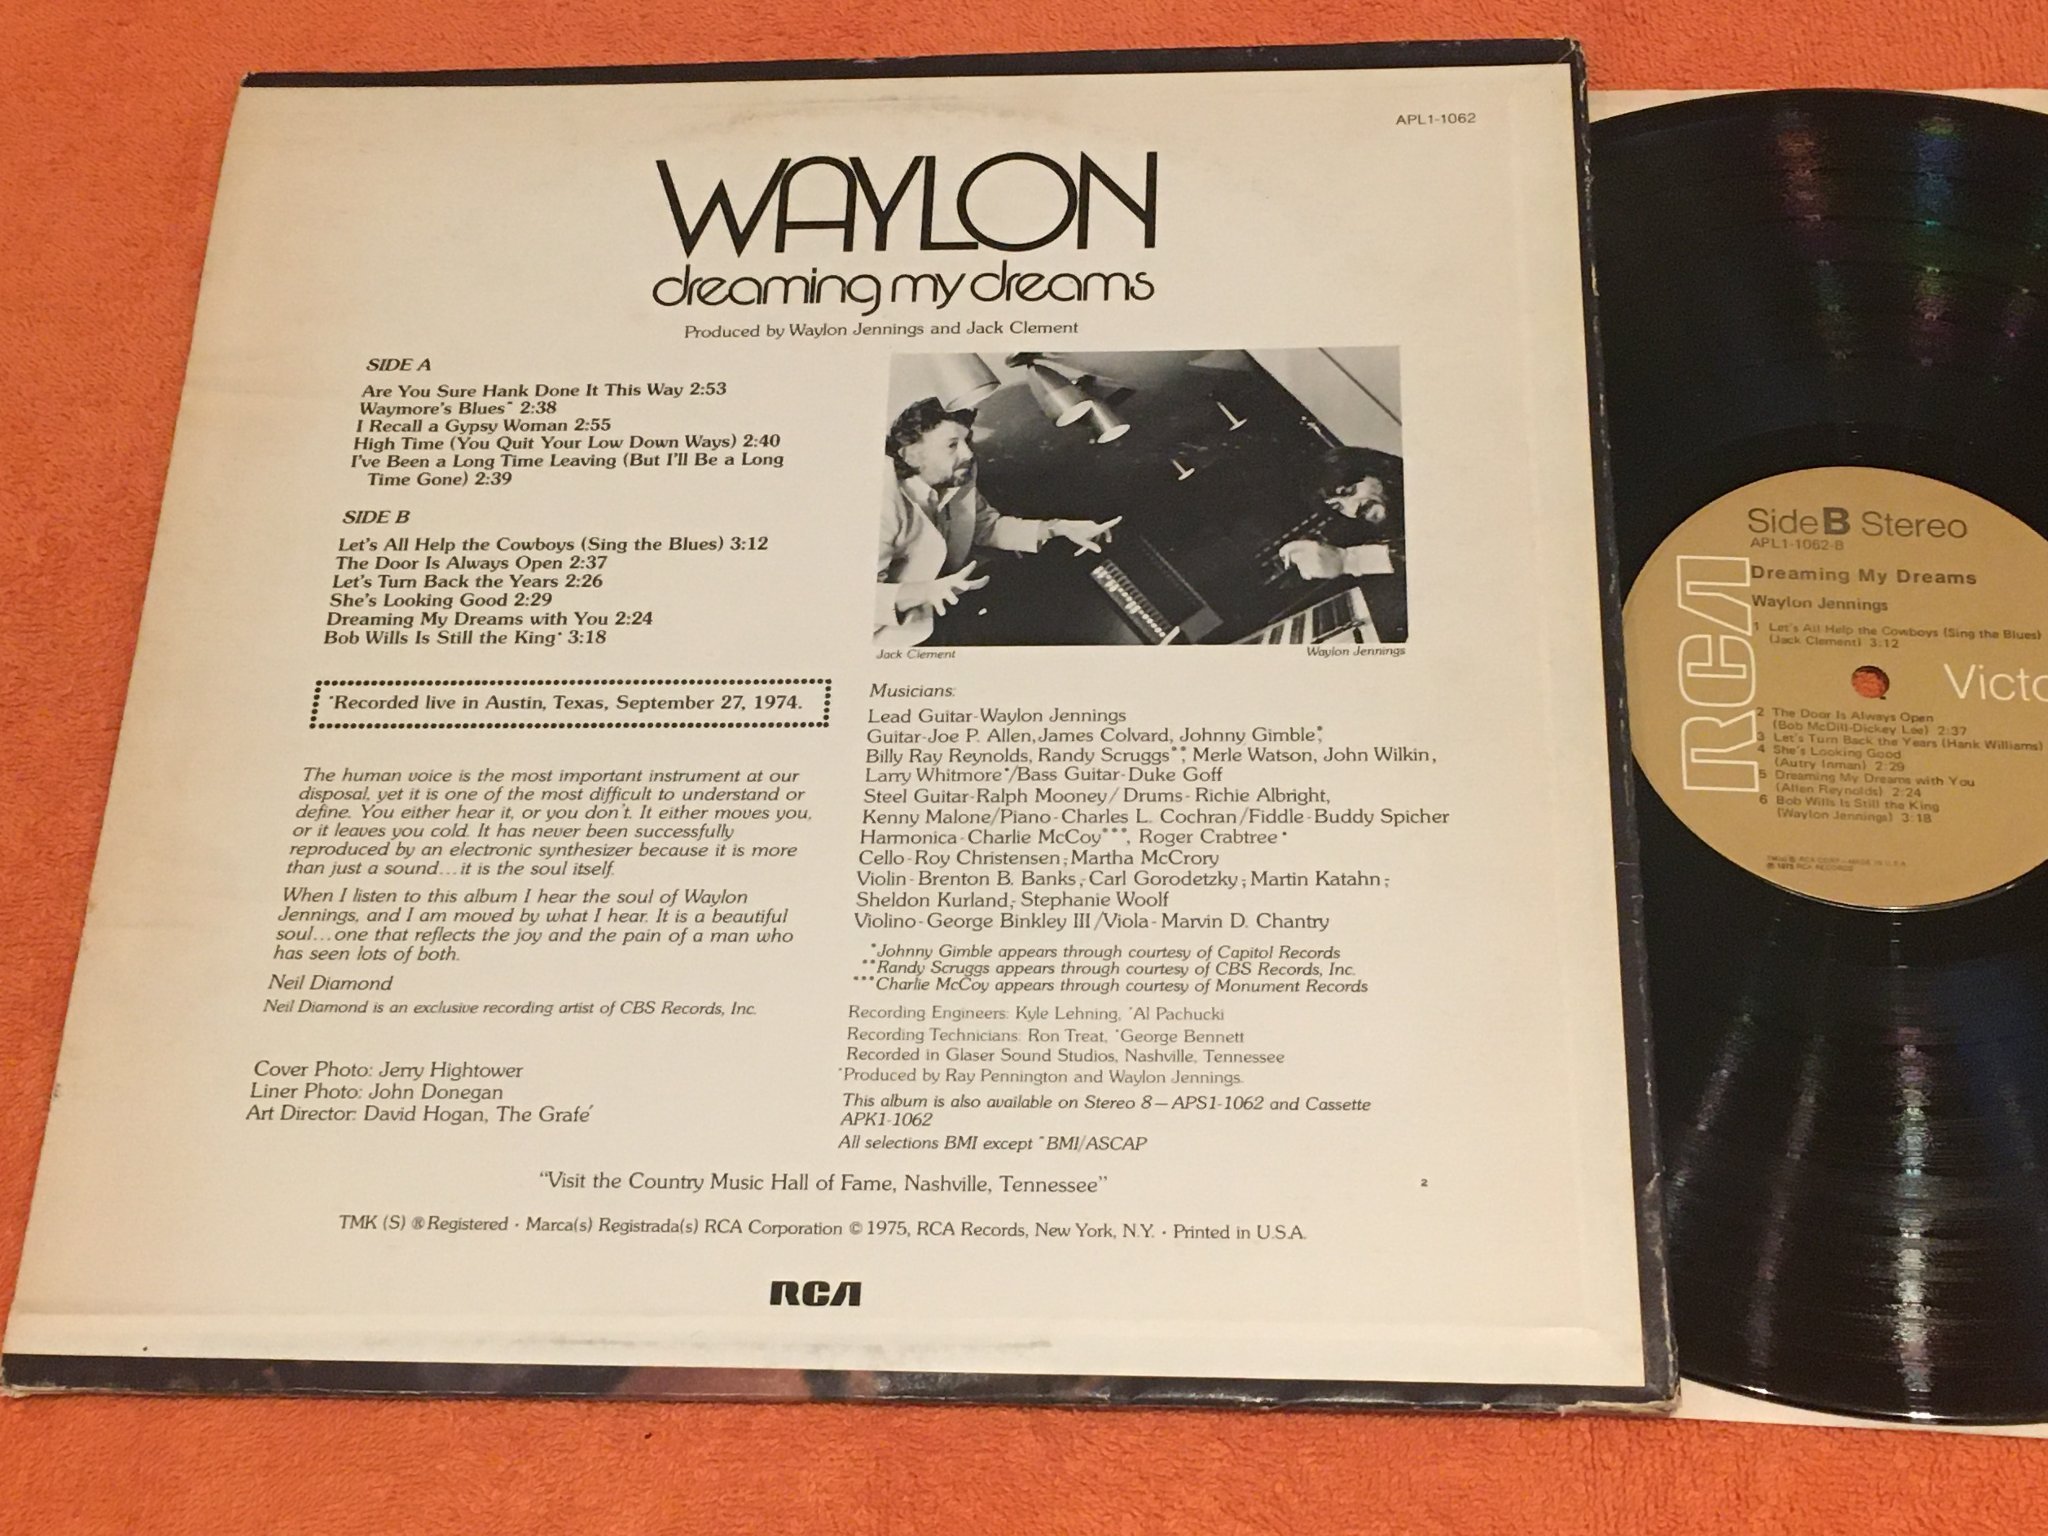 APL1-1062
WAYLON
dreaming my dreams
Produced by Waylon Jennings and Jack Clement
SIDE A
Are You Sure Hank Done It This Way 2:53
Waymore's Blues* 2:38
I Recall a Gypsy Woman 2:55
High Time (You Quit Your Low Down Ways) 2:40
I've Been a Long Time Leaving (But I'll Be a Long
Time Gone) 2:39
SIDE B
Let's All Help the Cowboys (Sing the Blues) 3:12
The Door Is Always Open 2:37
Let's Turn Back the Years 2:26
She's Looking Good 2:29
Dreaming My Dreams with You 2:24
Bob Wills Is Still the King* 3:18
*Recorded live in Austin, Texas, September 27, 1974.
The human voice is the most important instrument at our
disposal, yet it is one of the most difficult to understand or
define. You either hear it, or you don't. It either moves you,
or it leaves you cold. It has never been successfully
reproduced by an electronic synthesizer because it is more
than just a sound...it is the soul itself.
When I listen to this album I hear the soul of Waylon
Jennings, and I am moved by what I hear. It is a beautiful
soul...one that reflects the joy and the pain of a man who
has seen lots of both.
Neil Diamond
Neil Diamond is an exclusive recording artist of CBS Records, Inc.
Cover Photo: Jerry Hightower
Liner Photo: John Donegan
Art Director: David Hogan, The Grafé
Jack Clement
Waylon Jennings
Musicians:
Lead Guitar-Waylon Jennings
Guitar-Joe P. Allen, James Colvard, Johnny Gimble*,
Billy Ray Reynolds, Randy Scruggs**, Merle Watson, John Wilkin,
Larry Whitmore*/Bass Guitar-Duke Goff
Steel Guitar-Ralph Mooney/Drums-Richie Albright,
Kenny Malone/Piano-Charles L. Cochran/Fiddle-Buddy Spicher
Harmonica-Charlie McCoy***, Roger Crabtree*
Cello-Roy Christensen; Martha McCrory
Violin-Brenton B. Banks; Carl Gorodetzky; Martin Katahn;
Sheldon Kurland; Stephanie Woolf
Violino-George Binkley III/Viola-Marvin D. Chantry
*Johnny Gimble appears through courtesy of Capitol Records
**Randy Scruggs appears through courtesy of CBS Records, Inc.
***Charlie McCoy appears through courtesy of Monument Records
Recording Engineers: Kyle Lehning, *Al Pachucki
Recording Technicians: Ron Treat, *George Bennett
Recorded in Glaser Sound Studios, Nashville, Tennessee
*Produced by Ray Pennington and Waylon Jennings.
This album is also available on Stereo 8—APS1-1062 and Cassette
APK1-1062
All selections BMI except *BMI/ASCAP
"Visit the Country Music Hall of Fame, Nashville, Tennessee"
2
TMK (S) ® Registered • Marca(s) Registrada(s) RCA Corporation © 1975, RCA Records, New York, N.Y. • Printed in U.S.A.
RCA
Side B Stereo
APL1-1062-B
Dreaming My Dreams
Waylon Jennings
1 Let's All Help the Cowboys (Sing the Blues)
(Jack Clement) 3:12
RCA
Victo
2 The Door Is Always Open
(Bob McDill-Dickey Lee) 2:37
3 Let's Turn Back the Years (Hank Williams)
4 She's Looking Good
(Autry Inman) 2:29
5 Dreaming My Dreams with You
(Allen Reynolds) 2:24
6 Bob Wills Is Still the King
(Waylon Jennings) 3:18
TMK(s) ® RCA CORP.—MADE IN U.S.A.
℗ 1975 RCA RECORDS